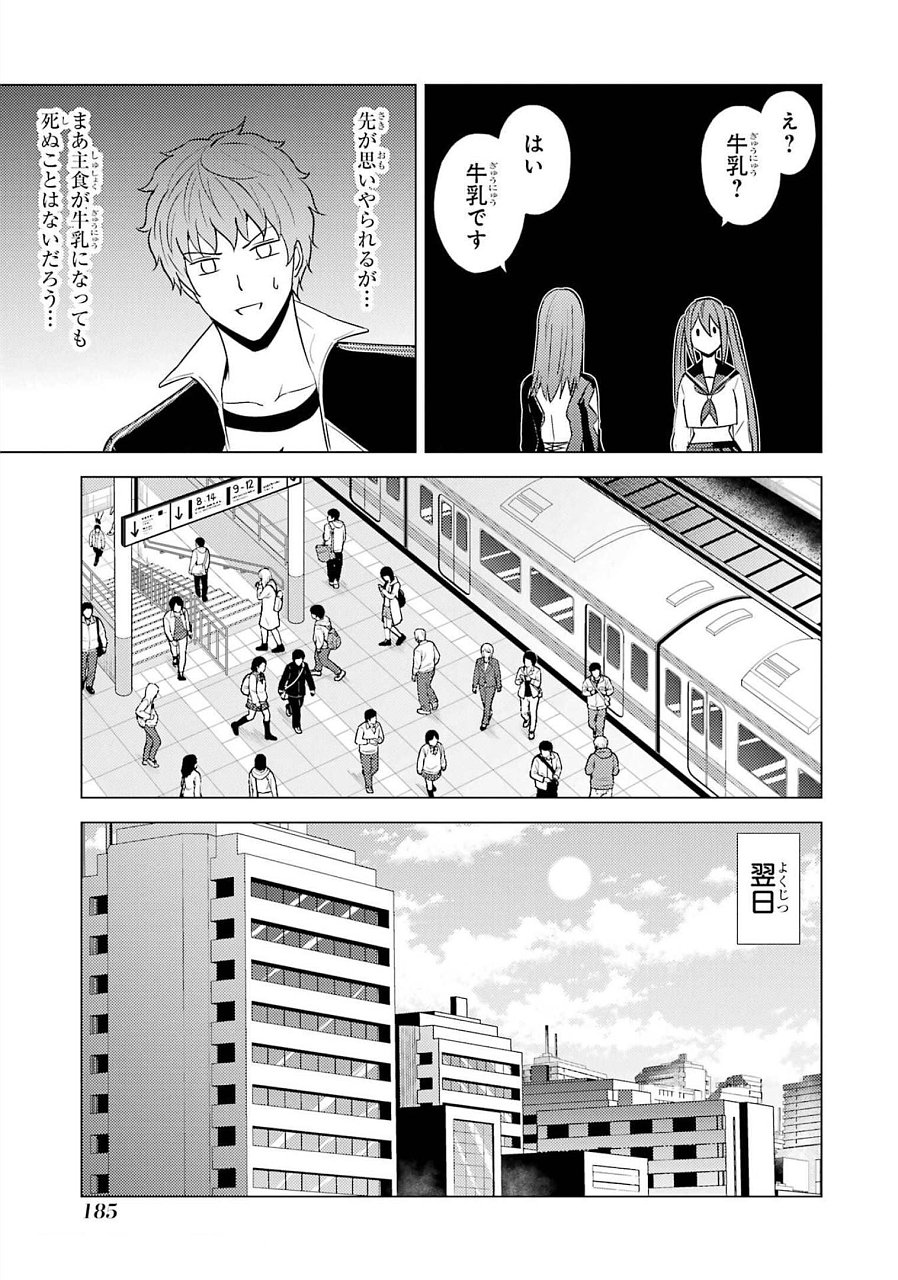 え?
牛乳?
はい
牛乳です
先が思いやられるが…
まあ主食が牛乳になっても
死ぬことはないだろう…
8-14
9-12
翌日
185